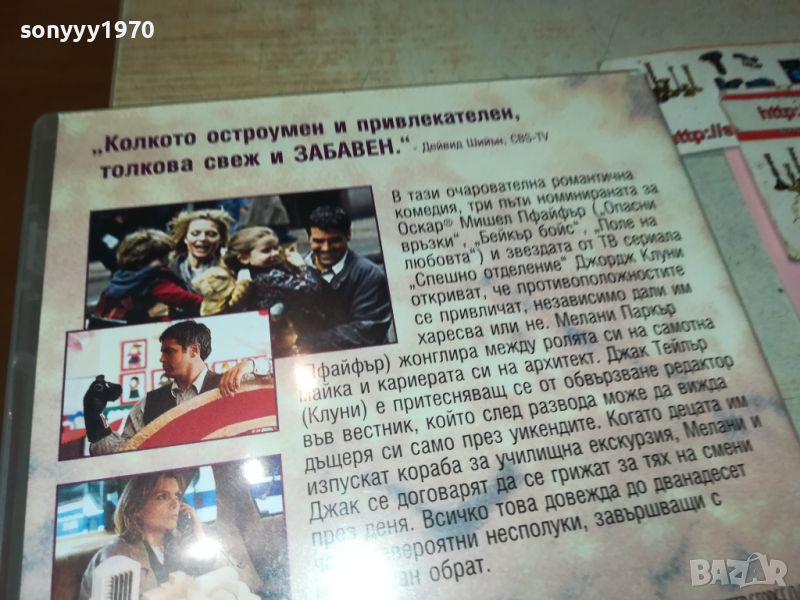 sonyyy1970
„Колкото остроумен и привлекателен,
толкова свеж и ЗАБАВЕН.“ - Дейвид Шийън, CBS-TV
В тази очарователна романтична
комедия, три пъти номинираната за
Оскар® Мишел Пфайфър („Опасни
връзки“, „Бейкър бойс“, „Поле на
любовта“) и звездата от ТВ сериала
„Спешно отделение“ Джордж Клуни
откриват, че противоположностите
се привличат, независимо дали им
харесва или не. Мелани Паркър
Пфайфър) жонглира между ролята си на самотна
майка и кариерата си на архитект. Джак Тейлър
(Клуни) е притесняващ се от обвързване редактор
във вестник, който след развода може да вижда
дъщеря си само през уикендите. Когато децата им
изпускат кораба за училищна екскурзия, Мелани и
Джак се договарят да се грижат за тях на смени
през деня. Всичко това довежда до дванадесет
невероятни несполуки, завършващи с
обрат.
http://s
BAZAR